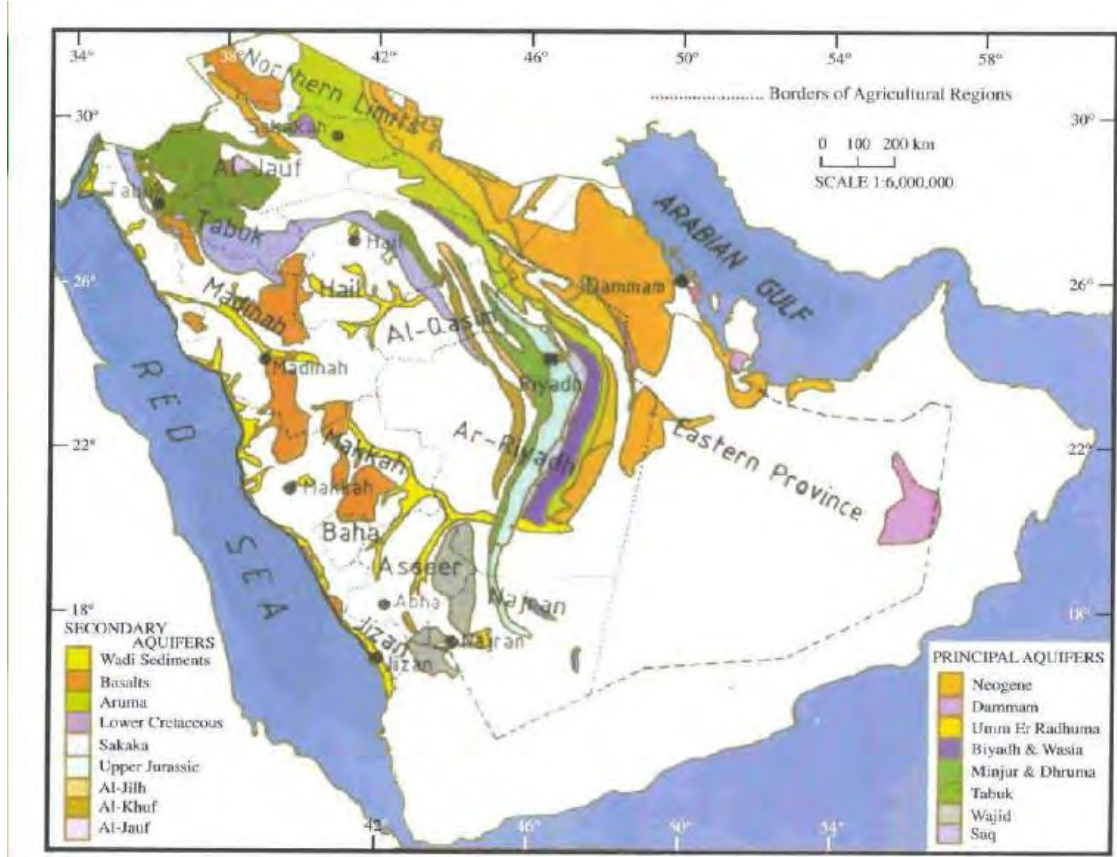 34° 38° 42° 46° 50° 54° 58°
Northern Limits
Borders of Agricultural Regions
30° 30°
Sakakah
0 100 200 km
SCALE 1:6,000,000
Al-Jauf
Tabuk
Tabuk
ARABIAN GULF
Hail
26° 26°
Hail
Dammam
Madinah
Al-Qasim
Madinah
Riyadh
RED SEA
Ar-Riyadh
Eastern Province
22° 22°
Makkah
Makkah
Baha
Asseer
Najran
Abha
18° 18°
Jizan
Najran
Jizan
SECONDARY
AQUIFERS
Wadi Sediments
Basalts
Aruma
Lower Cretaceous
Sakaka
Upper Jurassic
Al-Jilh
Al-Khuf
Al-Jauf
PRINCIPAL AQUIFERS
Neogene
Dammam
Umm Er Radhuma
Biyadh & Wasia
Minjur & Dhruma
Tabuk
Wajid
Saq
42 46° 50° 54°